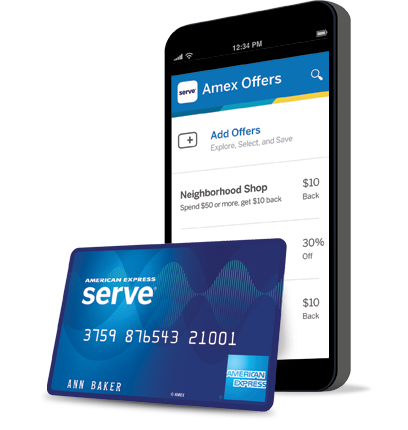 12:34 PM
serve
Amex Offers
Add Offers
Explore, Select, and Save
Neighborhood Shop
Spend $50 or more, get $10 back
$10
Back
30%
Off
$10
Back
AMERICAN EXPRESS
serve
3759 876543 21001
AMERICAN
EXPRESS
ANN BAKER
© AMEX